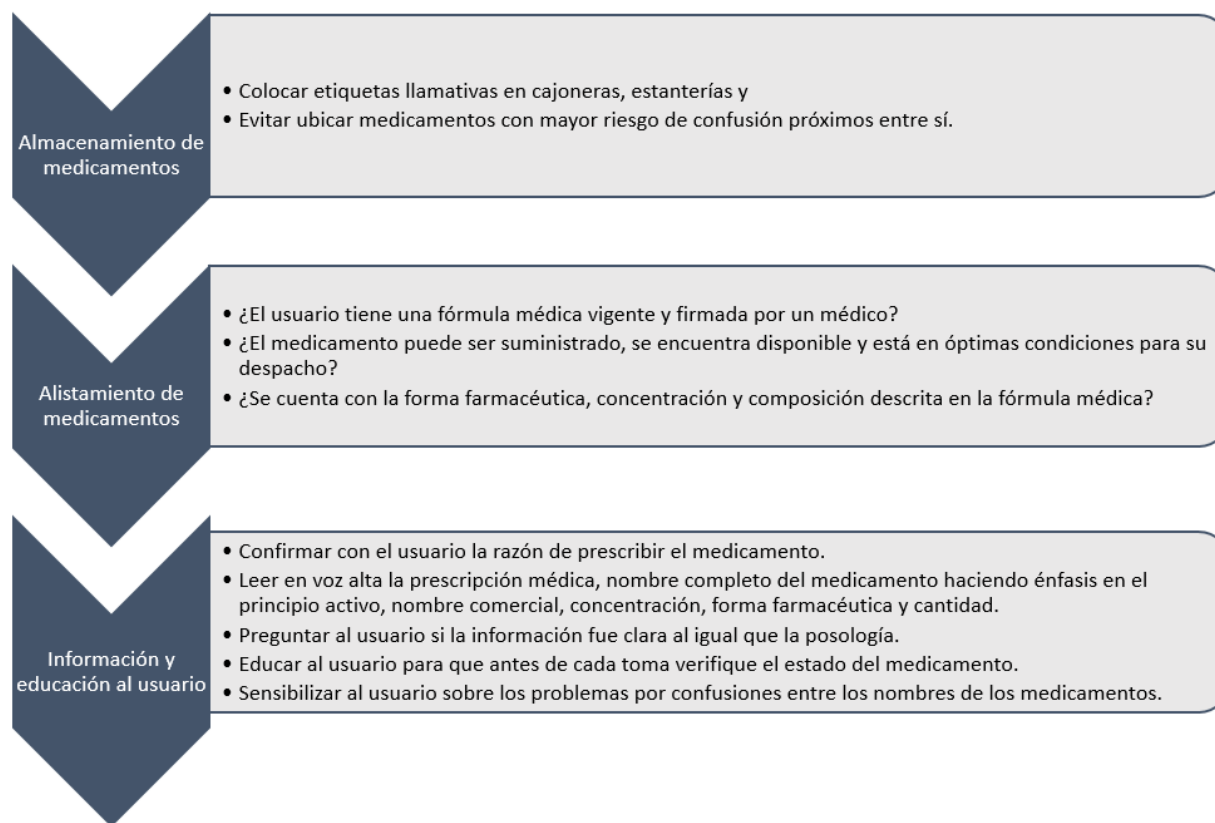 Almacenamiento de
medicamentos
• Colocar etiquetas llamativas en cajoneras, estanterías y
• Evitar ubicar medicamentos con mayor riesgo de confusión próximos entre sí.
Alistamiento de
medicamentos
• ¿El usuario tiene una fórmula médica vigente y firmada por un médico?
• ¿El medicamento puede ser suministrado, se encuentra disponible y está en óptimas condiciones para su
despacho?
• ¿Se cuenta con la forma farmacéutica, concentración y composición descrita en la fórmula médica?
Información y
educación al usuario
• Confirmar con el usuario la razón de prescribir el medicamento.
• Leer en voz alta la prescripción médica, nombre completo del medicamento haciendo énfasis en el
principio activo, nombre comercial, concentración, forma farmacéutica y cantidad.
• Preguntar al usuario si la información fue clara al igual que la posología.
• Educar al usuario para que antes de cada toma verifique el estado del medicamento.
• Sensibilizar al usuario sobre los problemas por confusiones entre los nombres de los medicamentos.